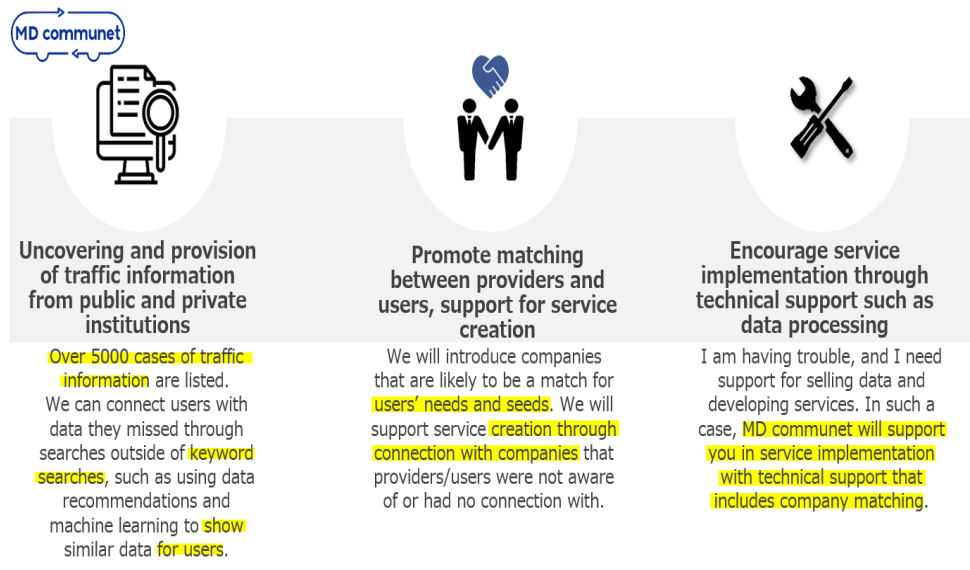 MD communet
Uncovering and provision
of traffic information
from public and private
institutions
Over 5000 cases of traffic
information are listed.
We can connect users with
data they missed through
searches outside of keyword
searches, such as using data
recommendations and
machine learning to show
similar data for users.
Promote matching
between providers and
users, support for service
creation
We will introduce companies
that are likely to be a match for
users’ needs and seeds. We will
support service creation through
connection with companies that
providers/users were not aware
of or had no connection with.
Encourage service
implementation through
technical support such as
data processing
I am having trouble, and I need
support for selling data and
developing services. In such a
case, MD communet will support
you in service implementation
with technical support that
includes company matching.